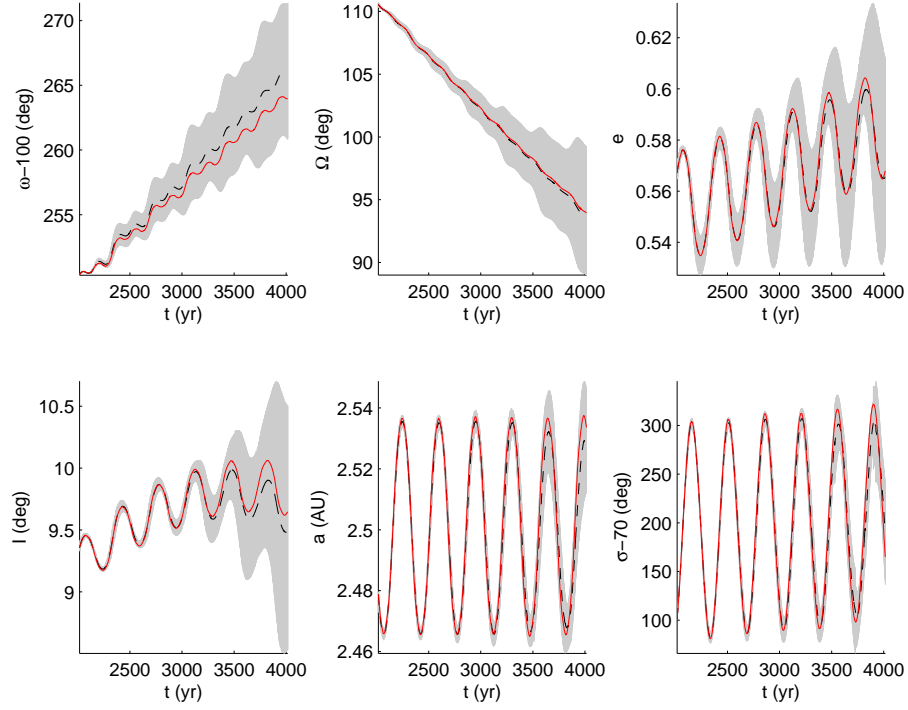 270
265
260
255
2500 3000 3500 4000
t (yr)
ω−100 (deg)
110
105
100
95
90
2500 3000 3500 4000
t (yr)
Ω (deg)
0.62
0.6
0.58
0.56
0.54
2500 3000 3500 4000
t (yr)
e
10.5
10
9.5
9
2500 3000 3500 4000
t (yr)
I (deg)
2.54
2.52
2.5
2.48
2.46
2500 3000 3500 4000
t (yr)
a (AU)
300
250
200
150
100
2500 3000 3500 4000
t (yr)
σ−70 (deg)